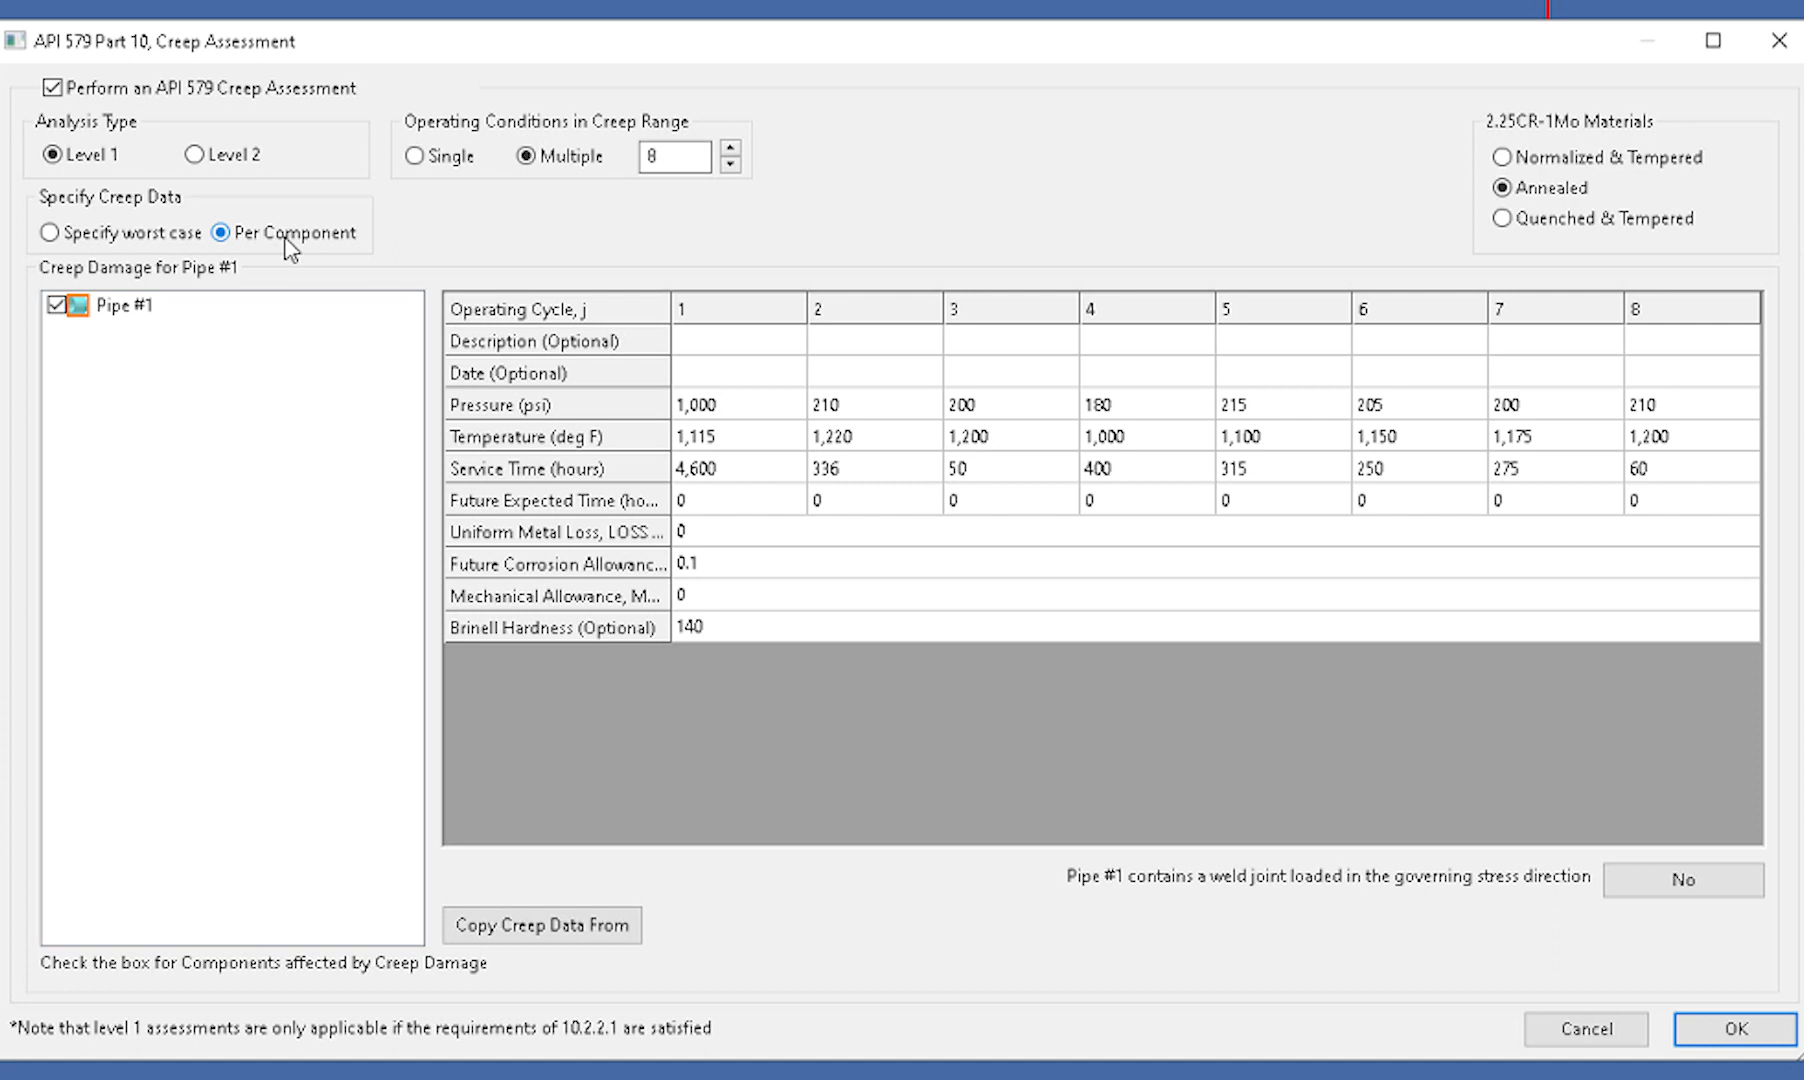 API 579 Part 10, Creep Assessment
Perform an API 579 Creep Assessment
Analysis Type
Level 1 Level 2
Operating Conditions in Creep Range
Single Multiple 8
2.25CR-1Mo Materials
Normalized & Tempered
Annealed
Quenched & Tempered
Specify Creep Data
Specify worst case Per Component
Creep Damage for Pipe #1
Pipe #1
Operating Cycle, j 1 2 3 4 5 6 7 8
Description (Optional)
Date (Optional)
Pressure (psi) 1,000 210 200 180 215 205 200 210
Temperature (deg F) 1,115 1,220 1,200 1,000 1,100 1,150 1,175 1,200
Service Time (hours) 4,600 336 50 400 315 250 275 60
Future Expected Time (ho... 0 0 0 0 0 0 0 0
Uniform Metal Loss, LOSS ... 0
Future Corrosion Allowanc... 0.1
Mechanical Allowance, M... 0
Brinell Hardness (Optional) 140
Pipe #1 contains a weld joint loaded in the governing stress direction No
Copy Creep Data From
Check the box for Components affected by Creep Damage
*Note that level 1 assessments are only applicable if the requirements of 10.2.2.1 are satisfied
Cancel OK